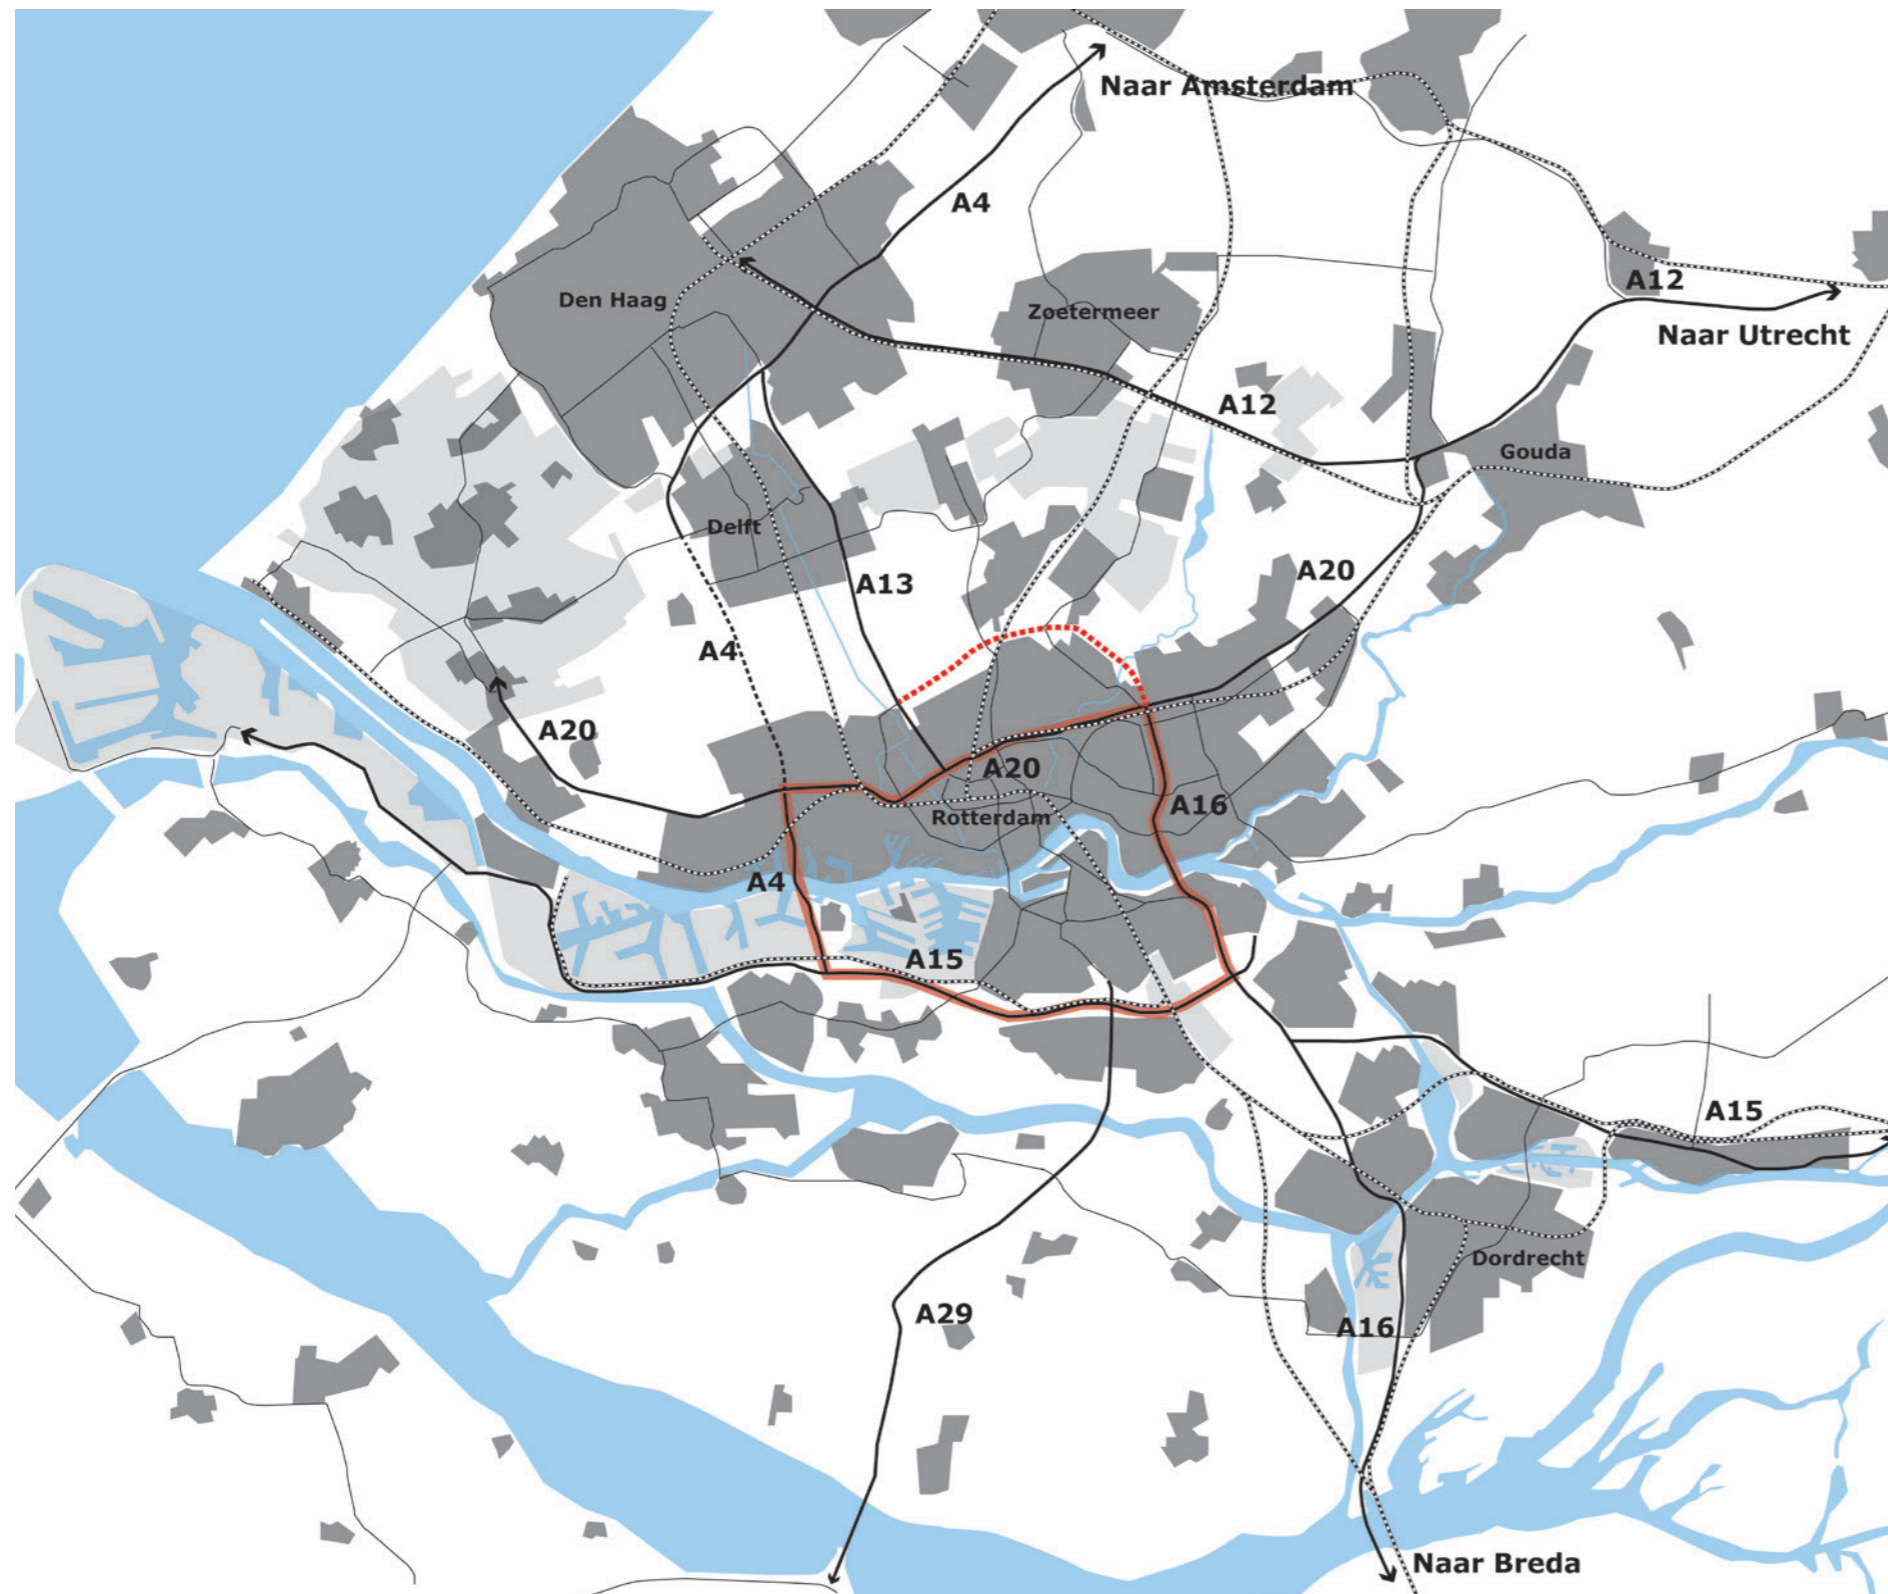 Naar Amsterdam
A4
A12
Den Haag
Zoetermeer
Naar Utrecht
A12
Gouda
Delft
A20
A13
A4
A20
A20
A16
Rotterdam
A4
A15
A15
Dordrecht
A29
A16
Naar Breda